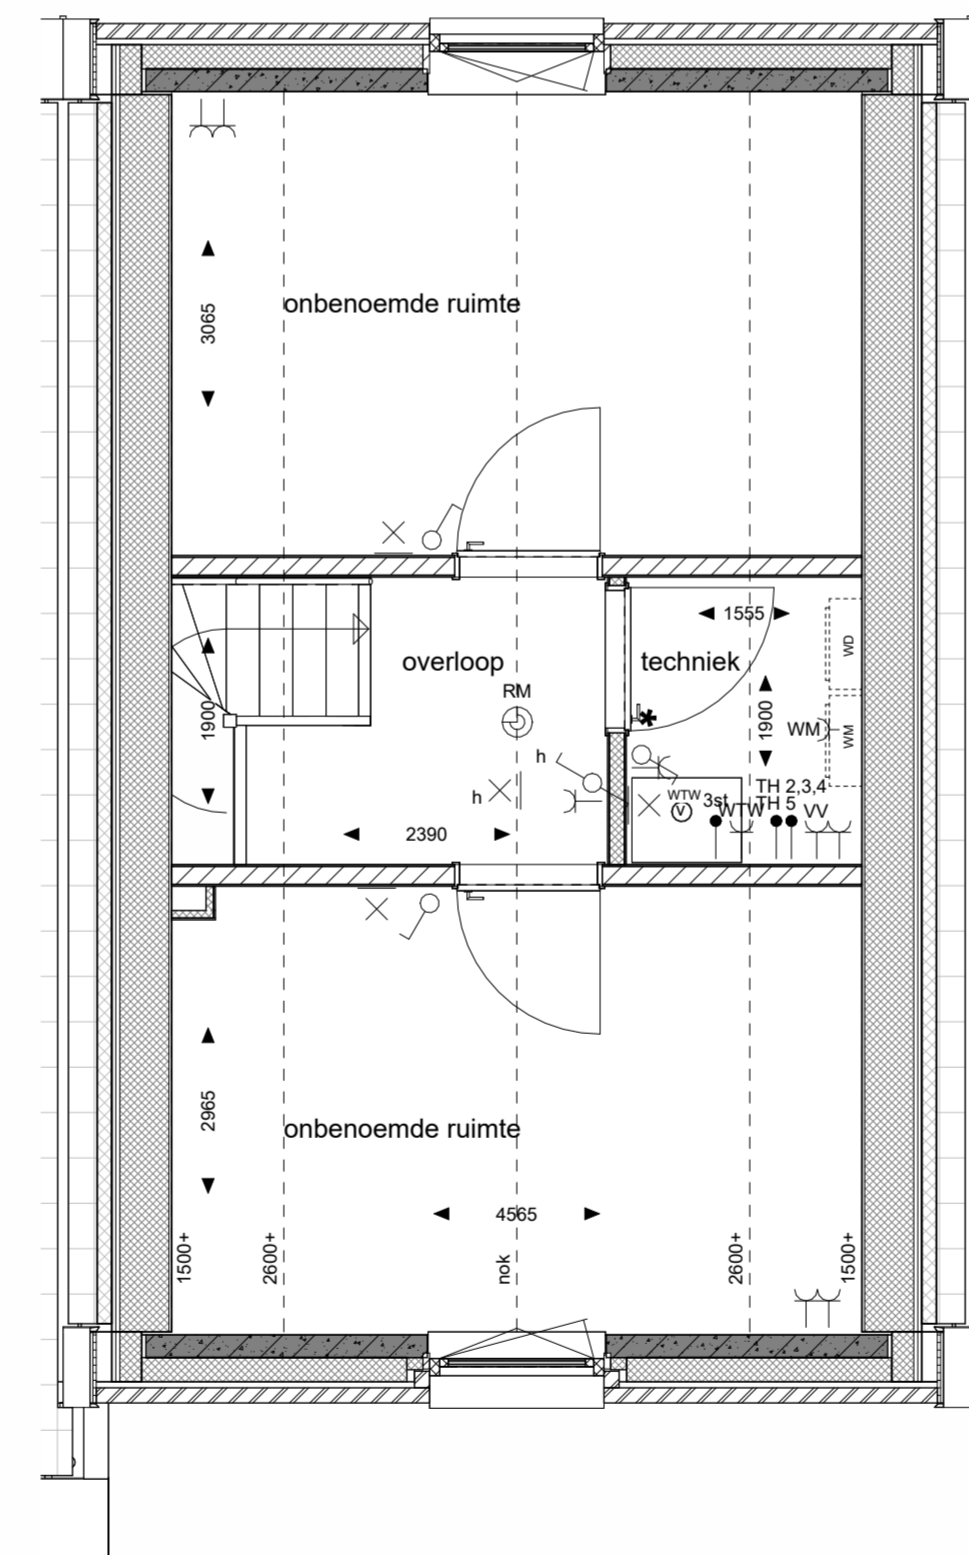 3065
onbenoemde ruimte
1555
overloop
techniek
WD
RM
1900
1900
WM
WM
h
h
WTW
V
3st
WTW
TH 2,3,4
TH 5
VV
2390
2965
onbenoemde ruimte
4565
1500+
2600+
nok
2600+
1500+